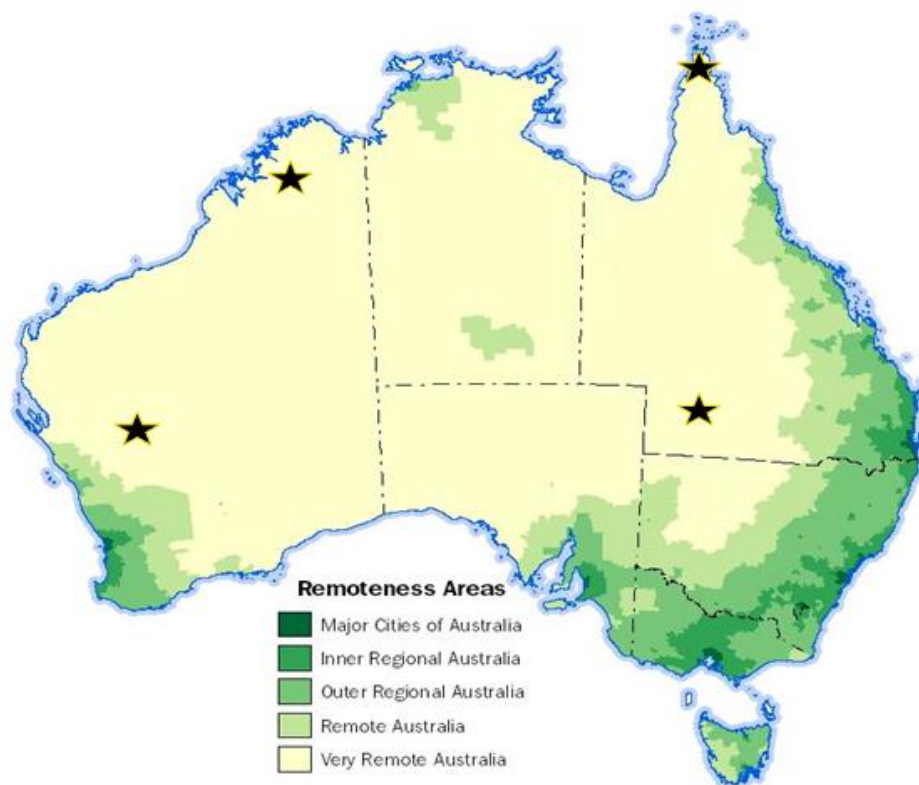 Remoteness Areas
Major Cities of Australia
Inner Regional Australia
Outer Regional Australia
Remote Australia
Very Remote Australia